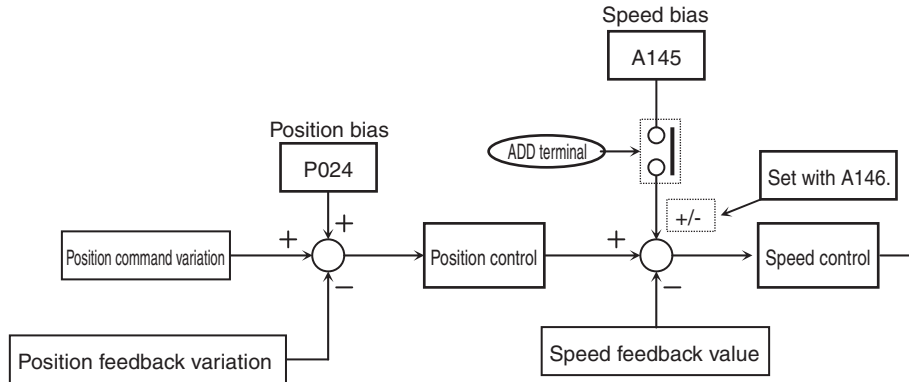 Speed bias
A145
Position bias
ADD terminal
P024
Set with A146.
+/-
+
+
+
Position command variation
Position control
Speed control
−
−
Position feedback variation
Speed feedback value